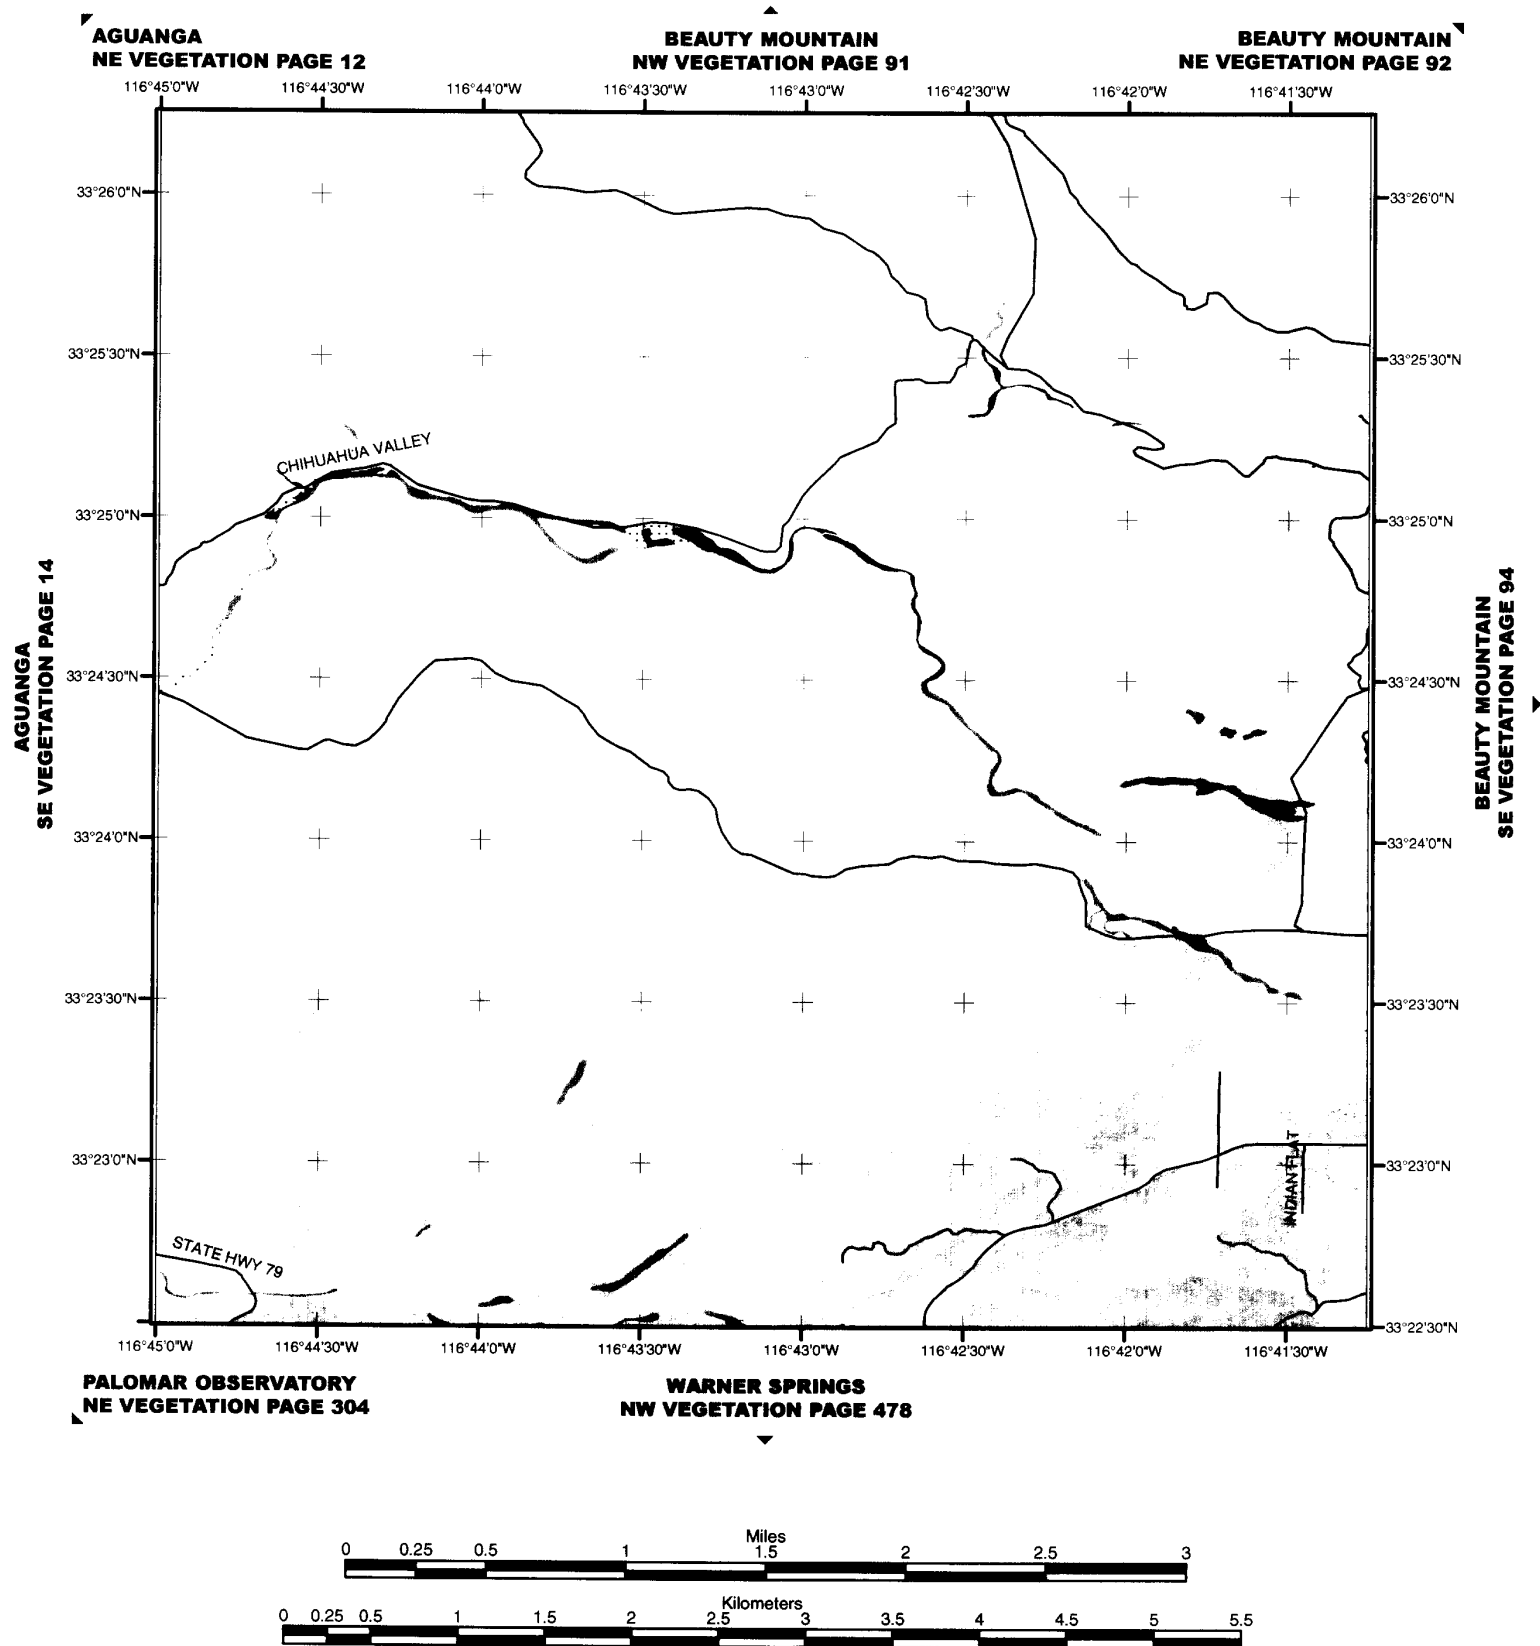 AGUANGA
NE VEGETATION PAGE 12
BEAUTY MOUNTAIN
NW VEGETATION PAGE 91
BEAUTY MOUNTAIN
NE VEGETATION PAGE 92
116°45'0"W 116°44'30"W 116°44'0"W 116°43'30"W 116°43'0"W 116°42'30"W 116°42'0"W 116°41'30"W
33°26'0"N 33°26'0"N
33°25'30"N 33°25'30"N
CHIHUAHUA VALLEY
33°25'0"N 33°25'0"N
AGUANGA
SE VEGETATION PAGE 14
BEAUTY MOUNTAIN
SE VEGETATION PAGE 94
33°24'30"N 33°24'30"N
33°24'0"N 33°24'0"N
33°23'30"N 33°23'30"N
33°23'0"N 33°23'0"N
INDIAN FLAT
STATE HWY 79
33°22'30"N
116°45'0"W 116°44'30"W 116°44'0"W 116°43'30"W 116°43'0"W 116°42'30"W 116°42'0"W 116°41'30"W
PALOMAR OBSERVATORY
NE VEGETATION PAGE 304
WARNER SPRINGS
NW VEGETATION PAGE 478
Miles
0 0.25 0.5 1 1.5 2 2.5 3
Kilometers
0 0.25 0.5 1 1.5 2 2.5 3 3.5 4 4.5 5 5.5